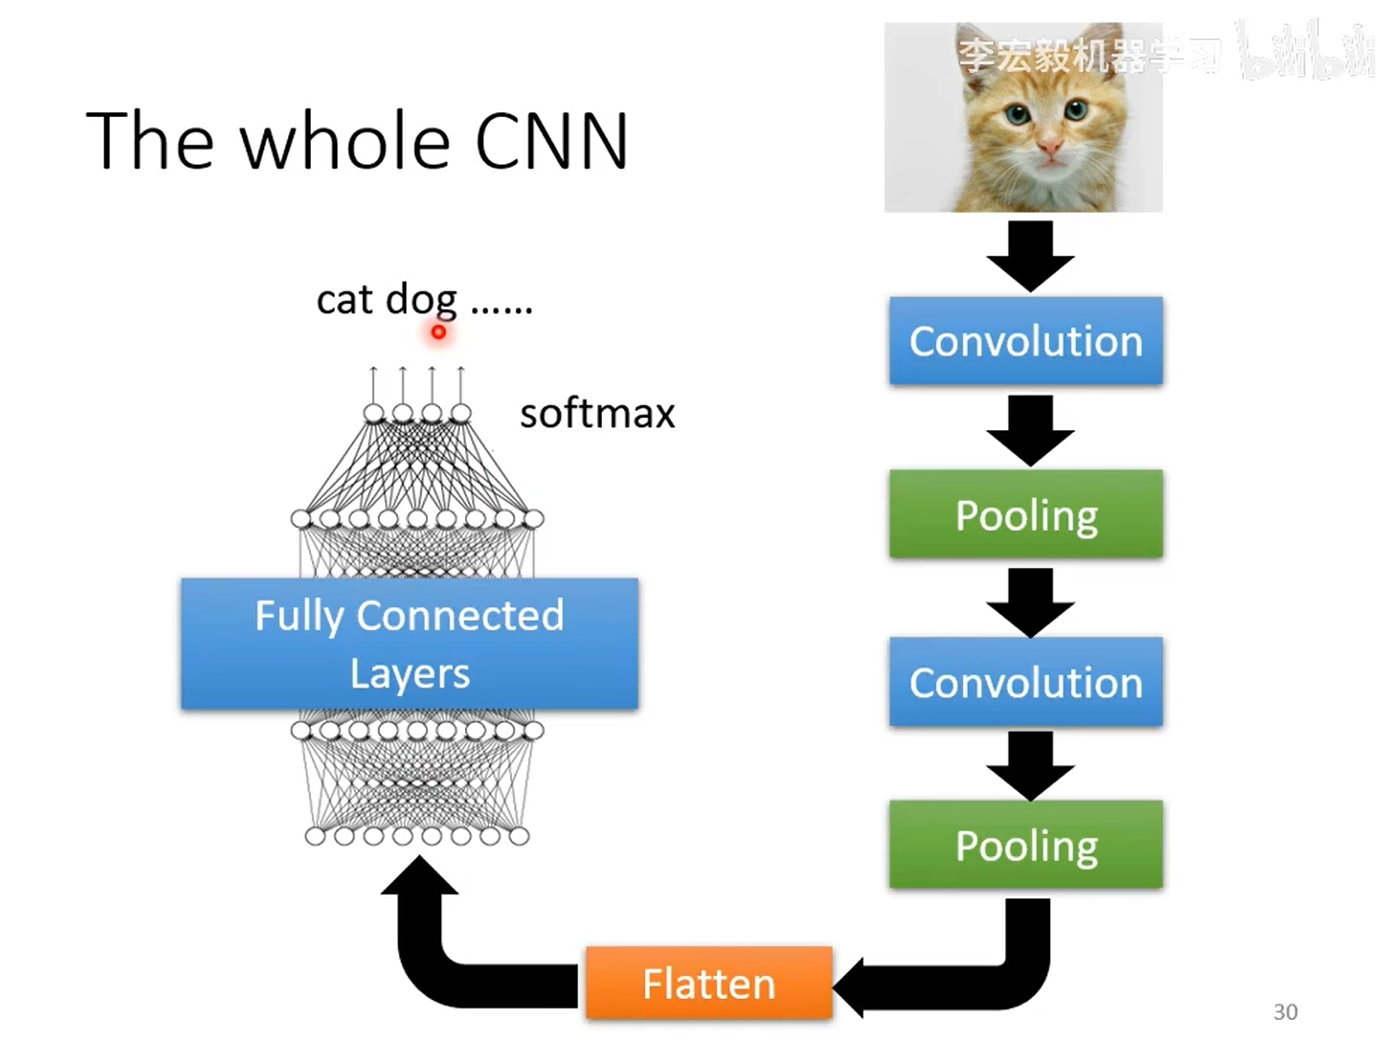 李宏毅机器学习 bilibili
The whole CNN
cat dog ......
softmax
Fully Connected
Layers
Convolution
Pooling
Convolution
Pooling
Flatten
30